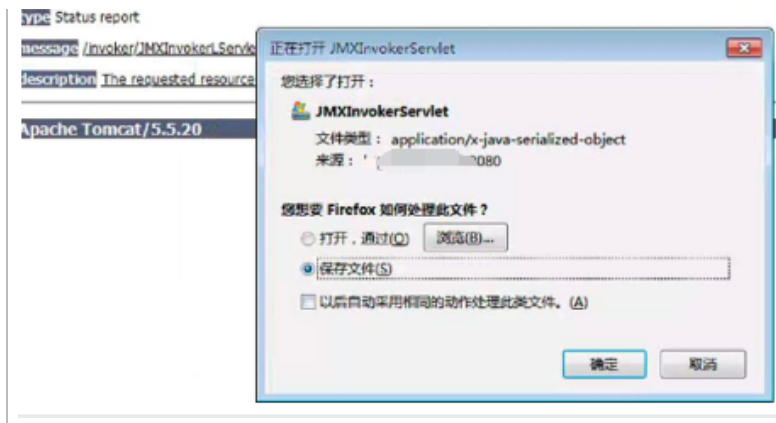 type Status report
message /invoker/JMXInvokerLServle
description The requested resource
Apache Tomcat/5.5.20
正在打开 JMXInvokerServlet
您选择了打开：
JMXInvokerServlet
文件类型： application/x-java-serialized-object
来源： 8080
您想要 Firefox 如何处理此文件？
打开，通过(O) 浏览(B)...
保存文件(S)
以后自动采用相同的动作处理此类文件。(A)
确定 取消